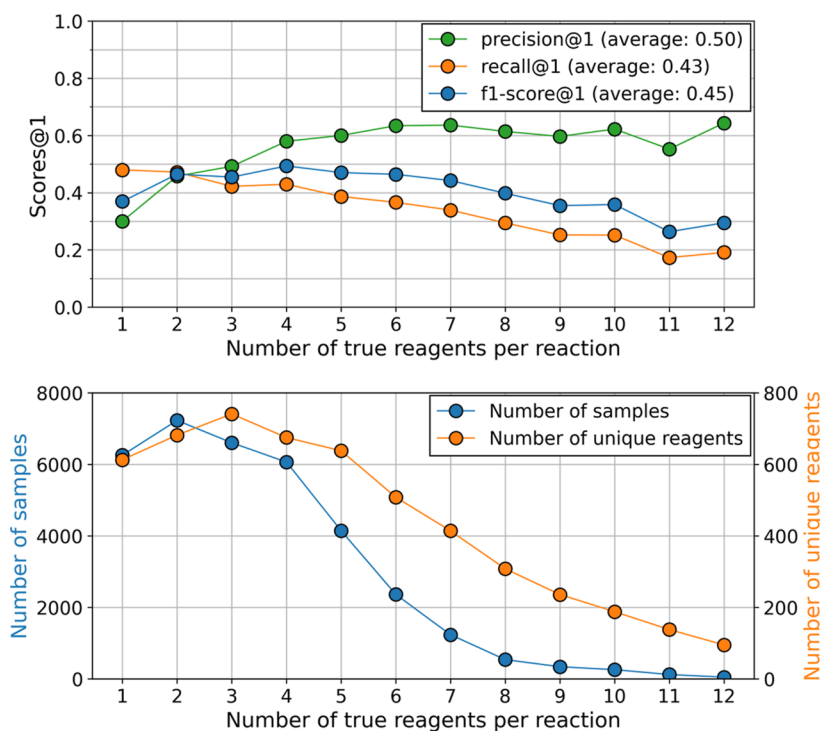 1.0
0.8
0.6
0.4
0.2
0.0
Scores@1
precision@1 (average: 0.50)
recall@1 (average: 0.43)
f1-score@1 (average: 0.45)
1 2 3 4 5 6 7 8 9 10 11 12
Number of true reagents per reaction
8000
6000
4000
2000
0
Number of samples
Number of samples
Number of unique reagents
800
600
400
200
0
Number of unique reagents
1 2 3 4 5 6 7 8 9 10 11 12
Number of true reagents per reaction